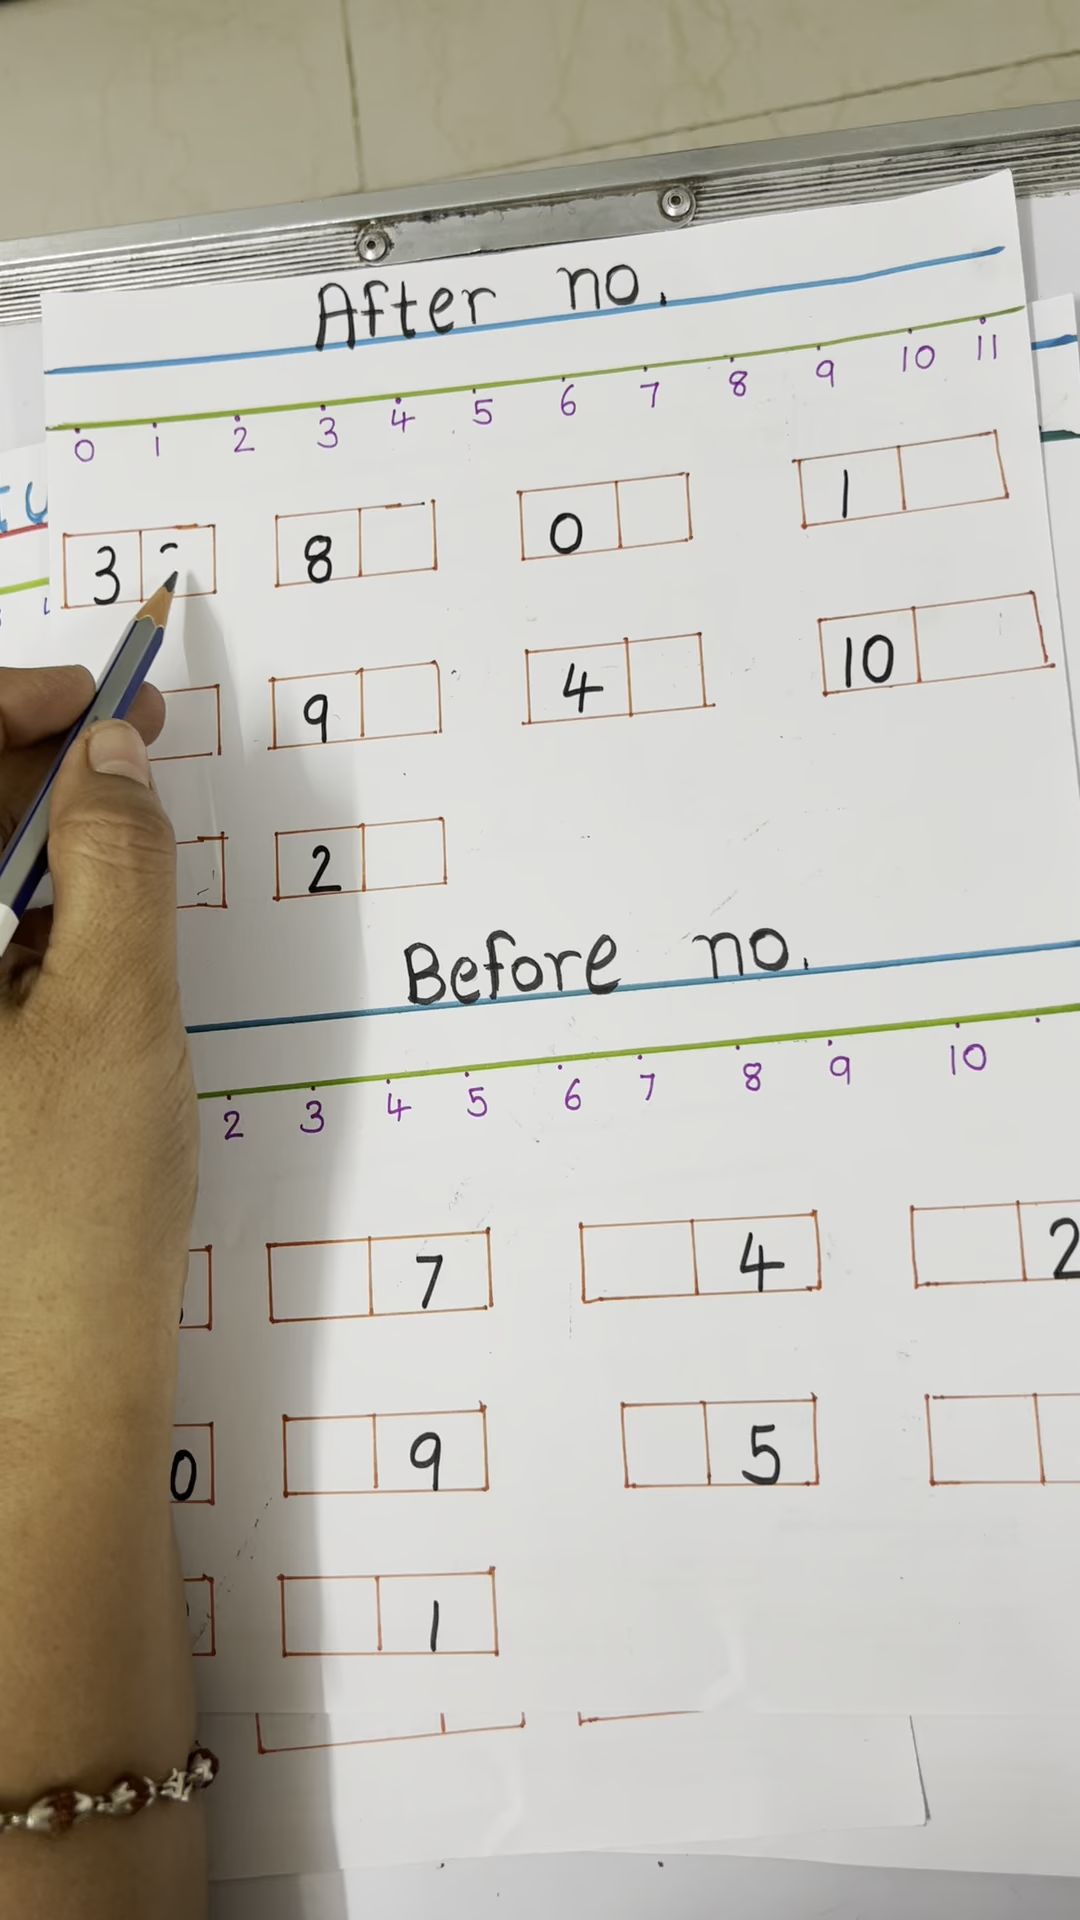 After no.
0 1 2 3 4 5 6 7 8 9 10 11
3 8 0 1
9 4 10
2
Before no.
2 3 4 5 6 7 8 9 10
7 4 2
0 9 5
1